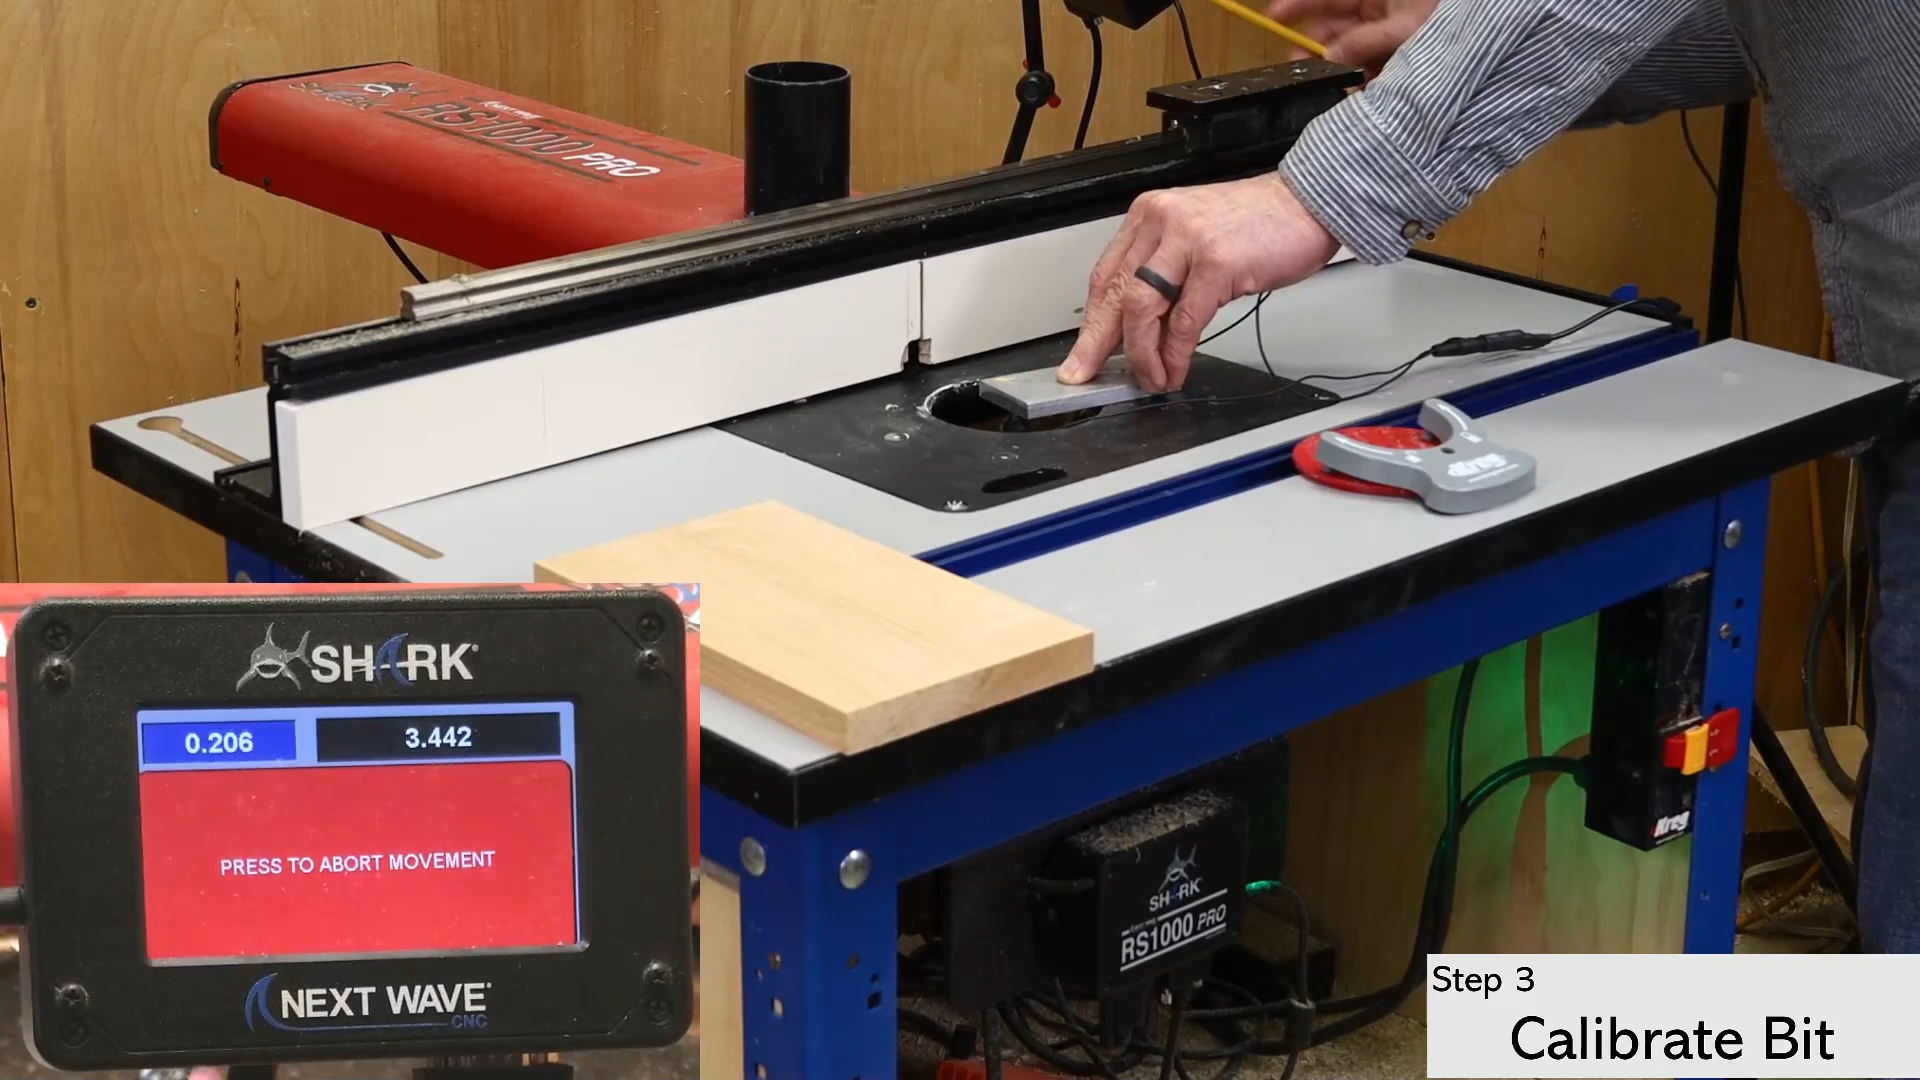 RS1000 PRO
SHARK
0.206
3.442
PRESS TO ABORT MOVEMENT
NEXT WAVE
CNC
SHARK
RS1000 PRO
Kreg
Step 3
Calibrate Bit